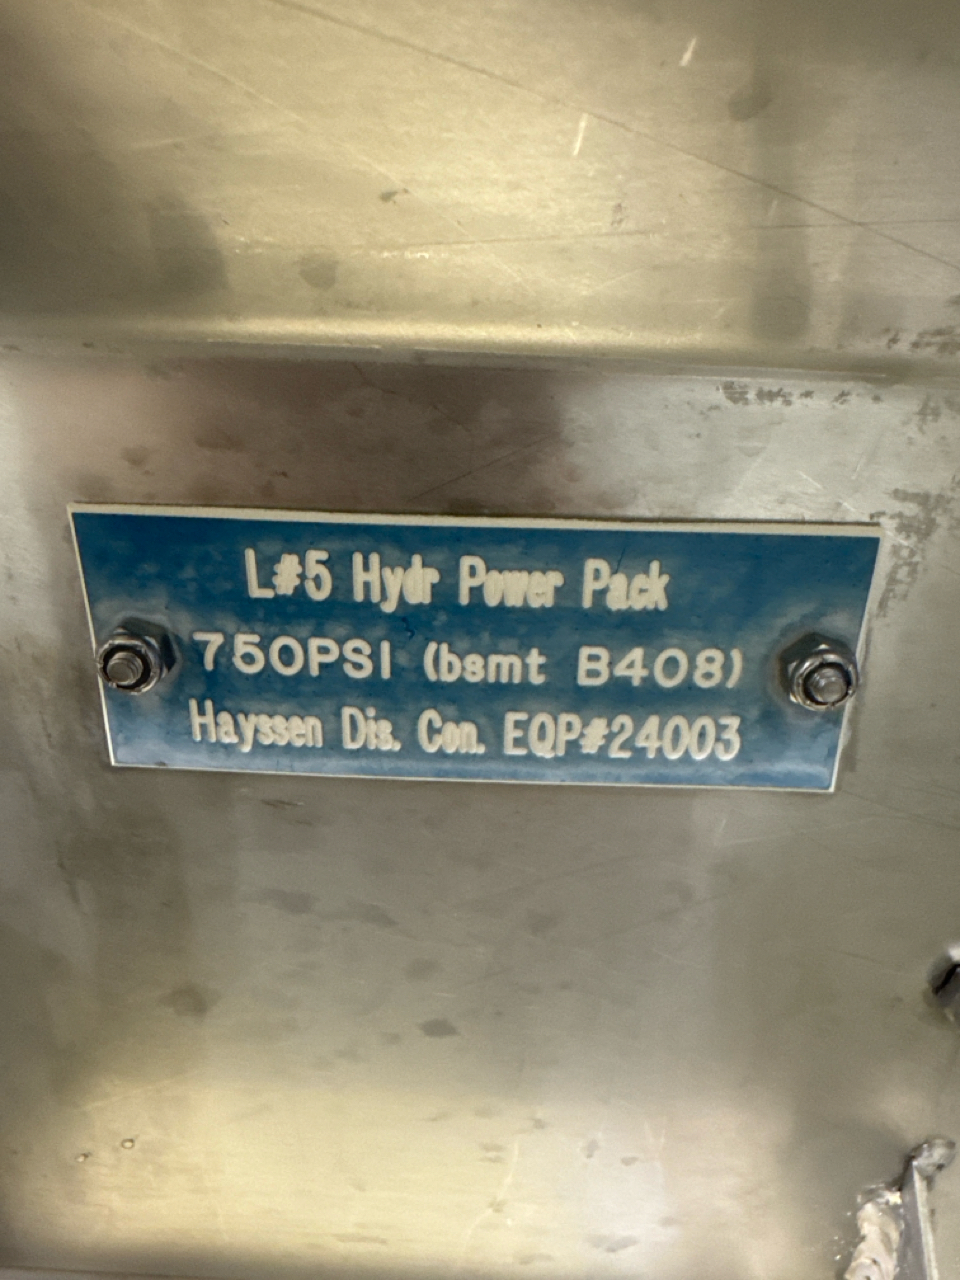 L#5 Hydr Power Pack
750PSI (bsmt B408)
Hayssen Dis. Con. EQP#24003